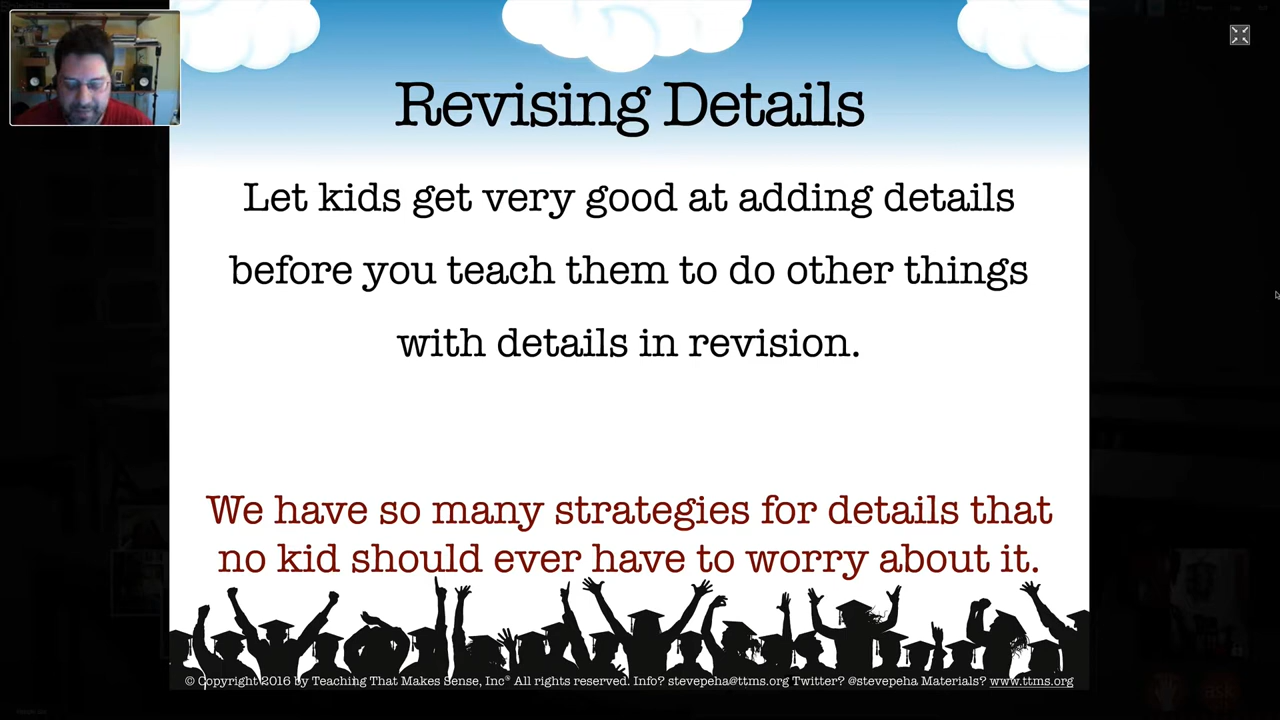 Revising Details
Let kids get very good at adding details
before you teach them to do other things
with details in revision.
We have so many strategies for details that
no kid should ever have to worry about it.
© Copyright 2016 by Teaching That Makes Sense, Inc® All rights reserved. Info? stevepeha@ttms.org Twitter? @stevepeha Materials? www.ttms.org